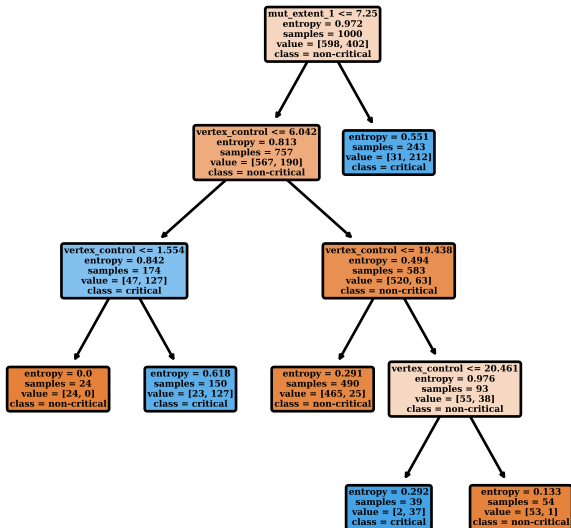 mut_extent_1 <= 7.25
entropy = 0.972
samples = 1000
value = [598, 402]
class = non-critical
vertex_control <= 6.042
entropy = 0.813
samples = 757
value = [567, 190]
class = non-critical
entropy = 0.551
samples = 243
value = [31, 212]
class = critical
vertex_control <= 1.554
entropy = 0.842
samples = 174
value = [47, 127]
class = critical
vertex_control <= 19.438
entropy = 0.494
samples = 583
value = [520, 63]
class = non-critical
entropy = 0.0
samples = 24
value = [24, 0]
class = non-critical
entropy = 0.618
samples = 150
value = [23, 127]
class = critical
entropy = 0.291
samples = 490
value = [465, 25]
class = non-critical
vertex_control <= 20.461
entropy = 0.976
samples = 93
value = [55, 38]
class = non-critical
entropy = 0.292
samples = 39
value = [2, 37]
class = critical
entropy = 0.133
samples = 54
value = [53, 1]
class = non-critical